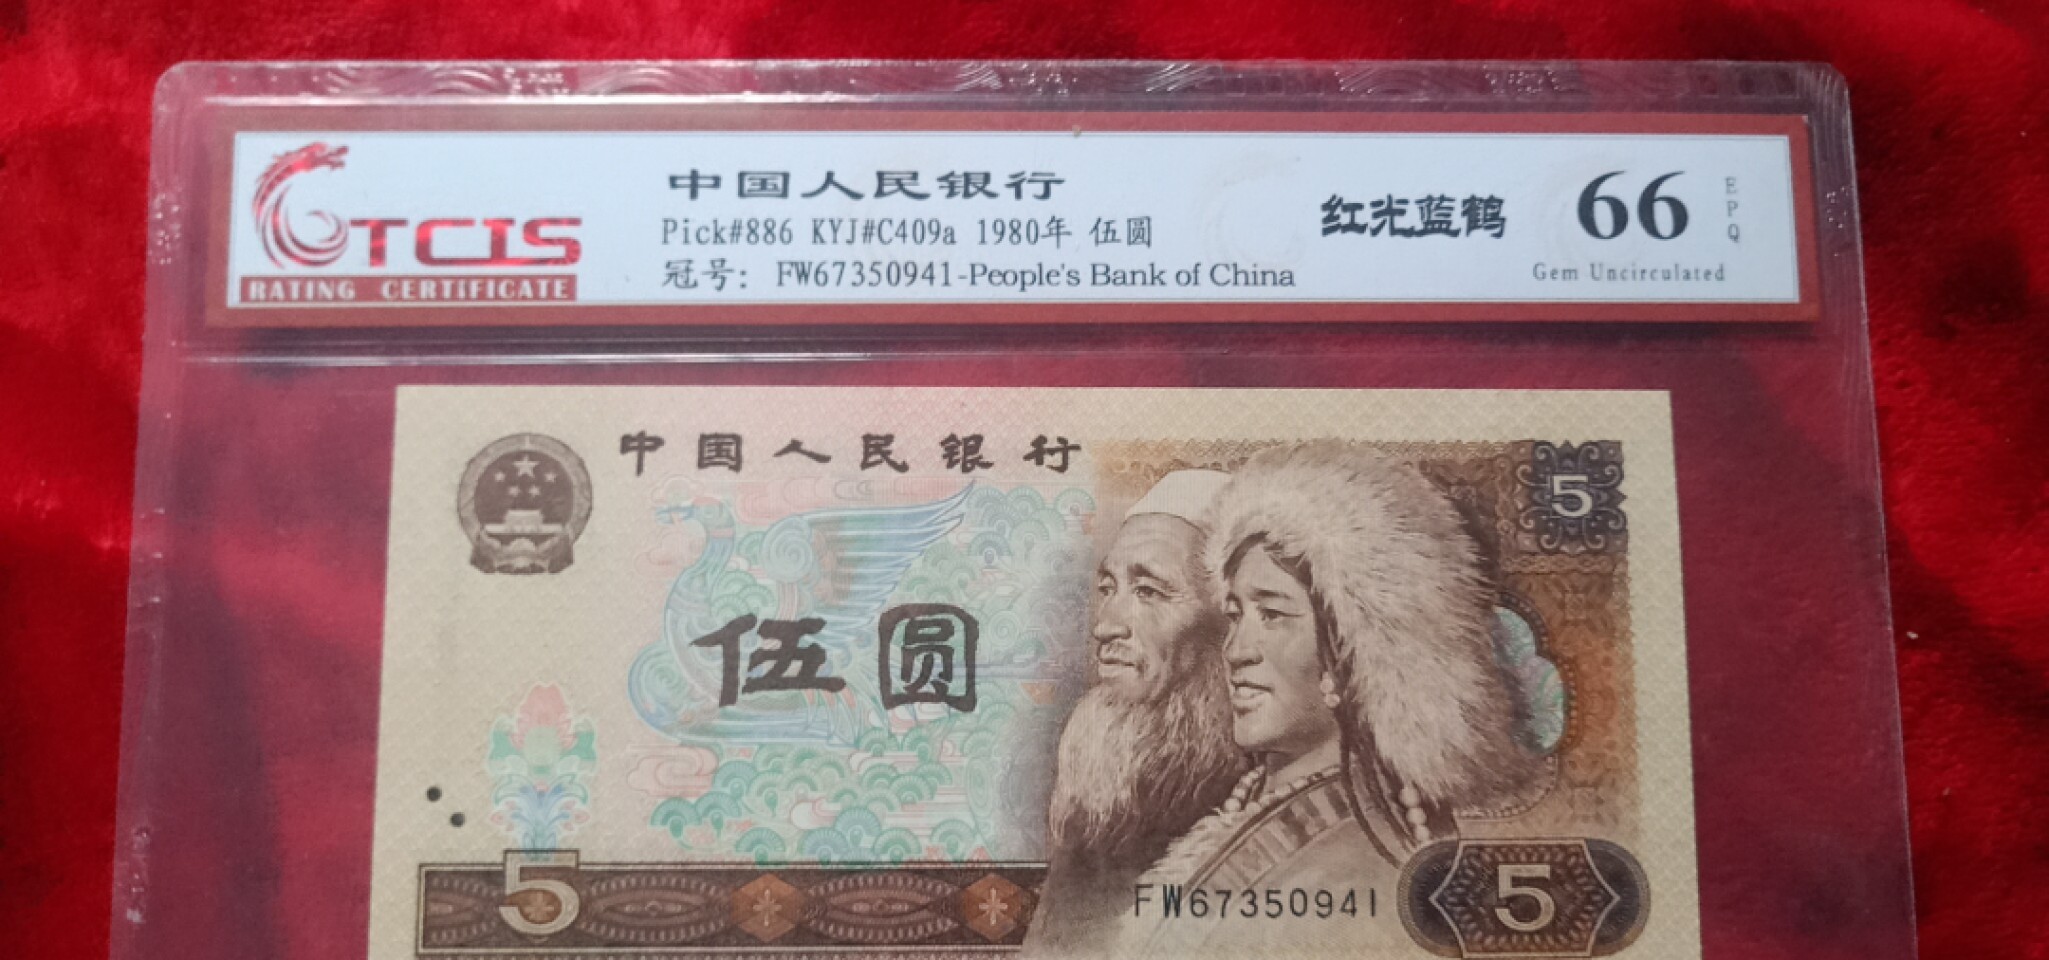 TCIS
RATING CERTIFICATE
中国人民银行
Pick#886 KYJ#C409a 1980年 伍圆
冠号: FW67350941-People's Bank of China
红光蓝鹤
66
EPQ
Gem Uncirculated
中国人民银行
5
伍圆
5
FW67350941
5